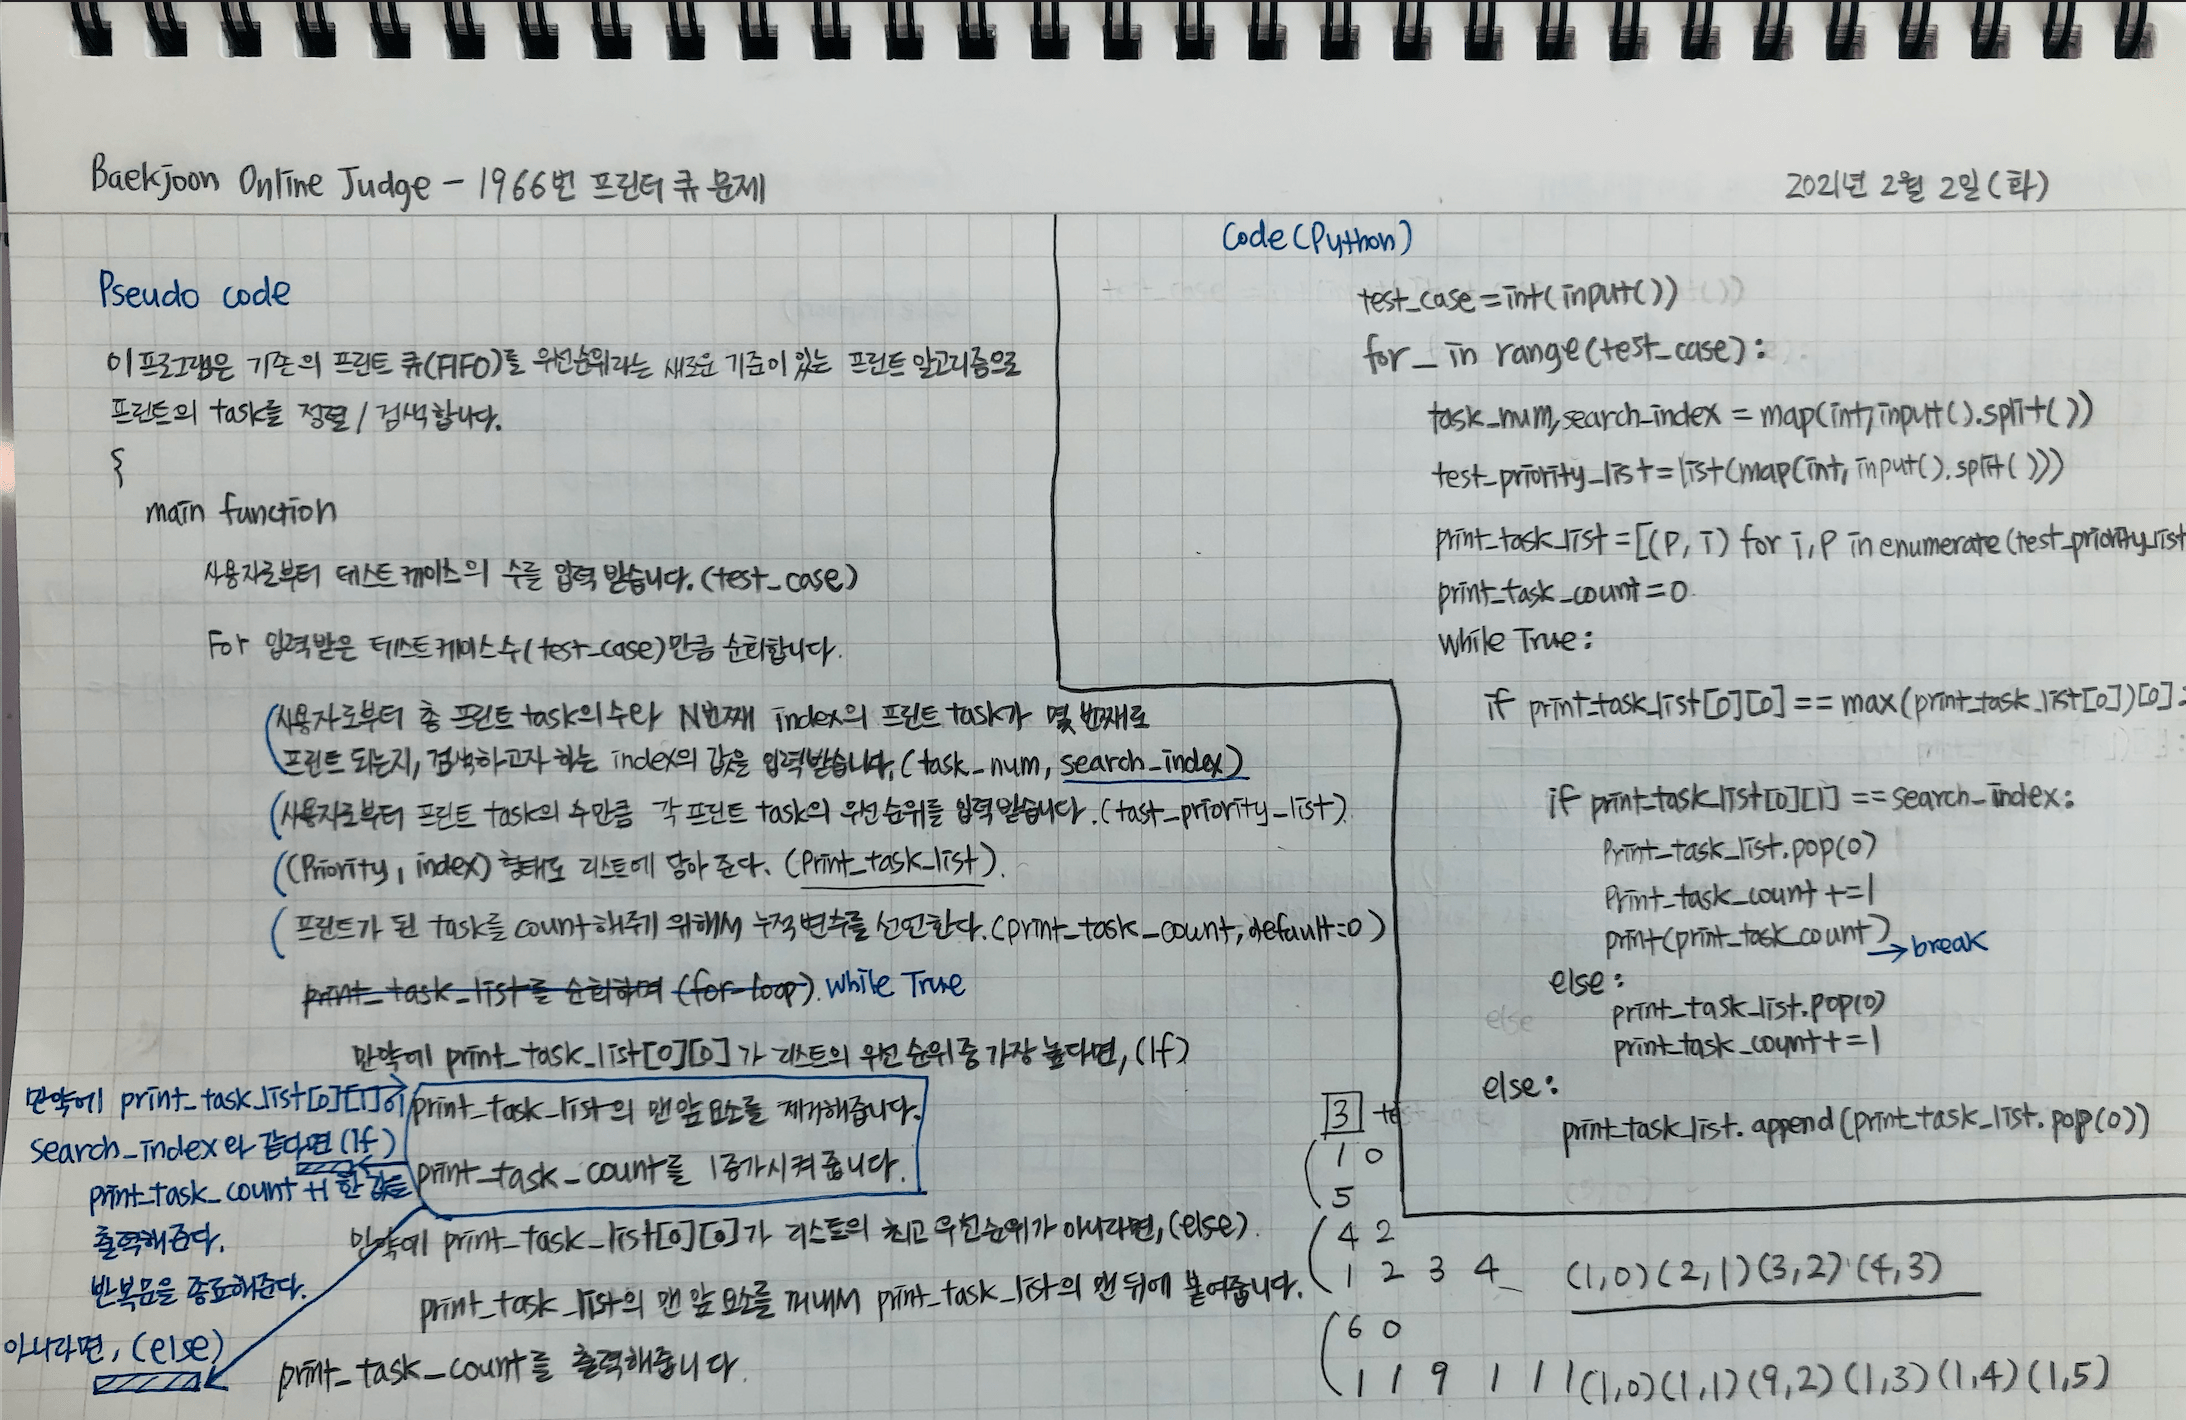 Baekjoon Online Judge - 1966번 프린터 큐 문제
2021년 2월 2일(화)
Pseudo code
이 프로그램은 기존의 프린트 큐(FIFO)를 우선순위라는 새로운 기준이 있는 프린트 알고리즘으로
프린트의 task를 정렬/검색합니다.
{
main function
사용자로부터 테스트케이스의 수를 입력 받습니다.(test_case)
For 입력받은 테스트케이스수(test_case)만큼 순회합니다.
(사용자로부터 총 프린트 task의 수와 N번째 index의 프린트 task가 몇 번째로
프린트 되는지, 검색하고자 하는 index의 값을 입력받습니다.(task_num, search_index)
(사용자로부터 프린트 task의 수만큼 각 프린트 task의 우선순위를 입력받습니다.(tast_priority_list)
((Priority, index) 형태로 리스트에 담아 준다. (Print_task_list).
( 프린트가 된 task를 count해주기 위해서 누적변수를 선언한다.(print_task_count, default=0)
print_task_list를 순회하며 (for-loop). while True
만약에 print_task_list[0][0]가 리스트의 우선순위중 가장 높다면, (If)
print_task_list의 맨 앞 요소를 제거해줍니다.
print_task_count를 1증가시켜 줍니다.
만약에 print_task_list[0][1]이
search_index와 같다면 (If)
print_task_count +1 한 값을
출력해준다.
반복문을 종료해준다.
아니라면, (else)
만약에 print_task_list[0][0]가 리스트의 최고 우선순위가 아니라면, (else).
print_task_list의 맨 앞 요소를 꺼내서 print_task_list의 맨 뒤에 붙여줍니다.
print_task_count를 출력해줍니다.
Code(Python)
test_case=int(input())
for _ in range(test_case):
task_num,search_index = map(int,input().split())
test_priority_list=list(map(int, input().split()))
print_task_list=[(P, i) for i,P in enumerate(test_priority_list
print_task_count=0
while True:
if print_task_list[0][0] == max(print_task_list[0])[0]:
if print_task_list[0][1] == search_index:
Print_task_list.pop(0)
Print_task_count +=1
print(print_task_count)
→ break
else:
print_task_list.pop(0)
print_task_count+=1
else
else:
print_task_list.append(print_task_list.pop(0))
3 te
( 1 0
5
( 4 2
1 2 3 4 (1,0)(2,1)(3,2)(4,3)
( 6 0
1 1 9 1 1 1 (1,0)(1,1)(9,2)(1,3)(1,4)(1,5)